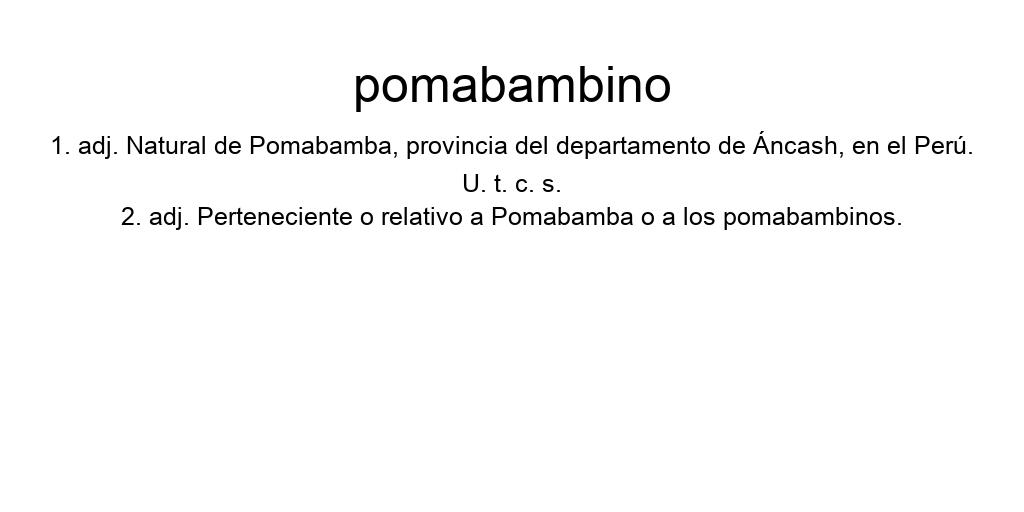 pomabambino
1. adj. Natural de Pomabamba, provincia del departamento de Áncash, en el Perú.
U. t. c. s.
2. adj. Perteneciente o relativo a Pomabamba o a los pomabambinos.